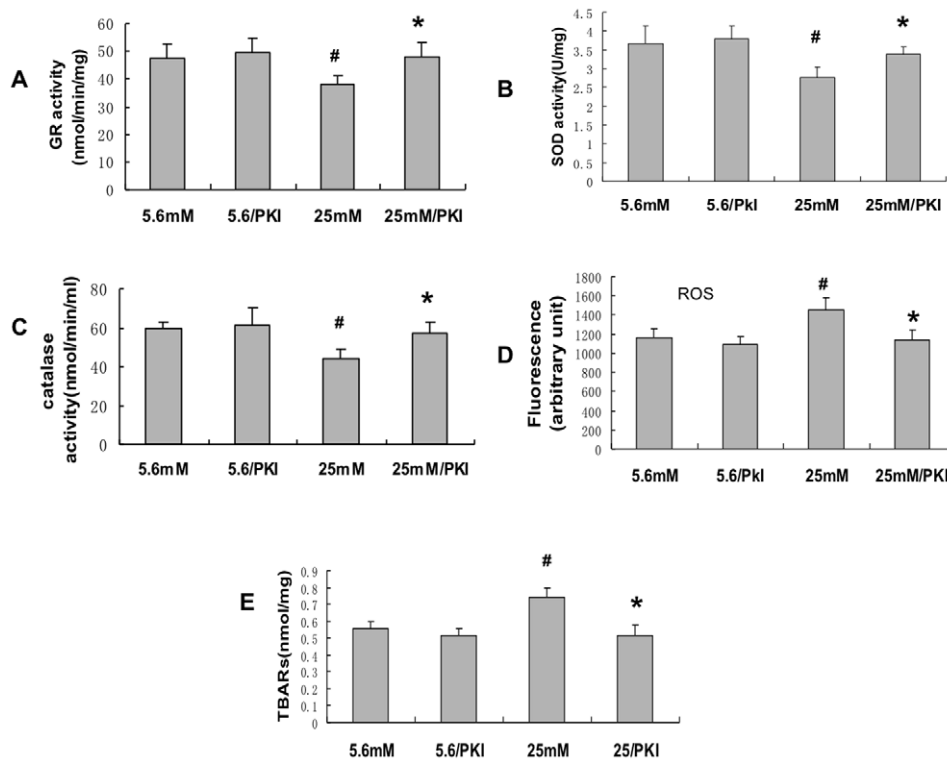 A
GR activity
(nmol/min/mg)
70
60
50
40
30
20
10
0
#
*
5.6mM 5.6/PKI 25mM 25mM/PKI
B
SOD activity(U/mg)
4.5
4
3.5
3
2.5
2
1.5
1
0.5
0
#
*
5.6mM 5.6/PkI 25mM 25mM/PKI
C
catalase
activity(nmol/min/ml)
80
60
40
20
0
#
*
5.6mM 5.6/PKI 25mM 25mM/PKI
D
Fluorescence
(arbitrary unit)
1800
1600
1400
1200
1000
800
600
400
200
0
ROS
#
*
5.6mM 5.6/PkI 25mM 25mM/PKI
E
TBARs(nmol/mg)
0.9
0.8
0.7
0.6
0.5
0.4
0.3
0.2
0.1
0
#
*
5.6mM 5.6/PKI 25mM 25/PKI